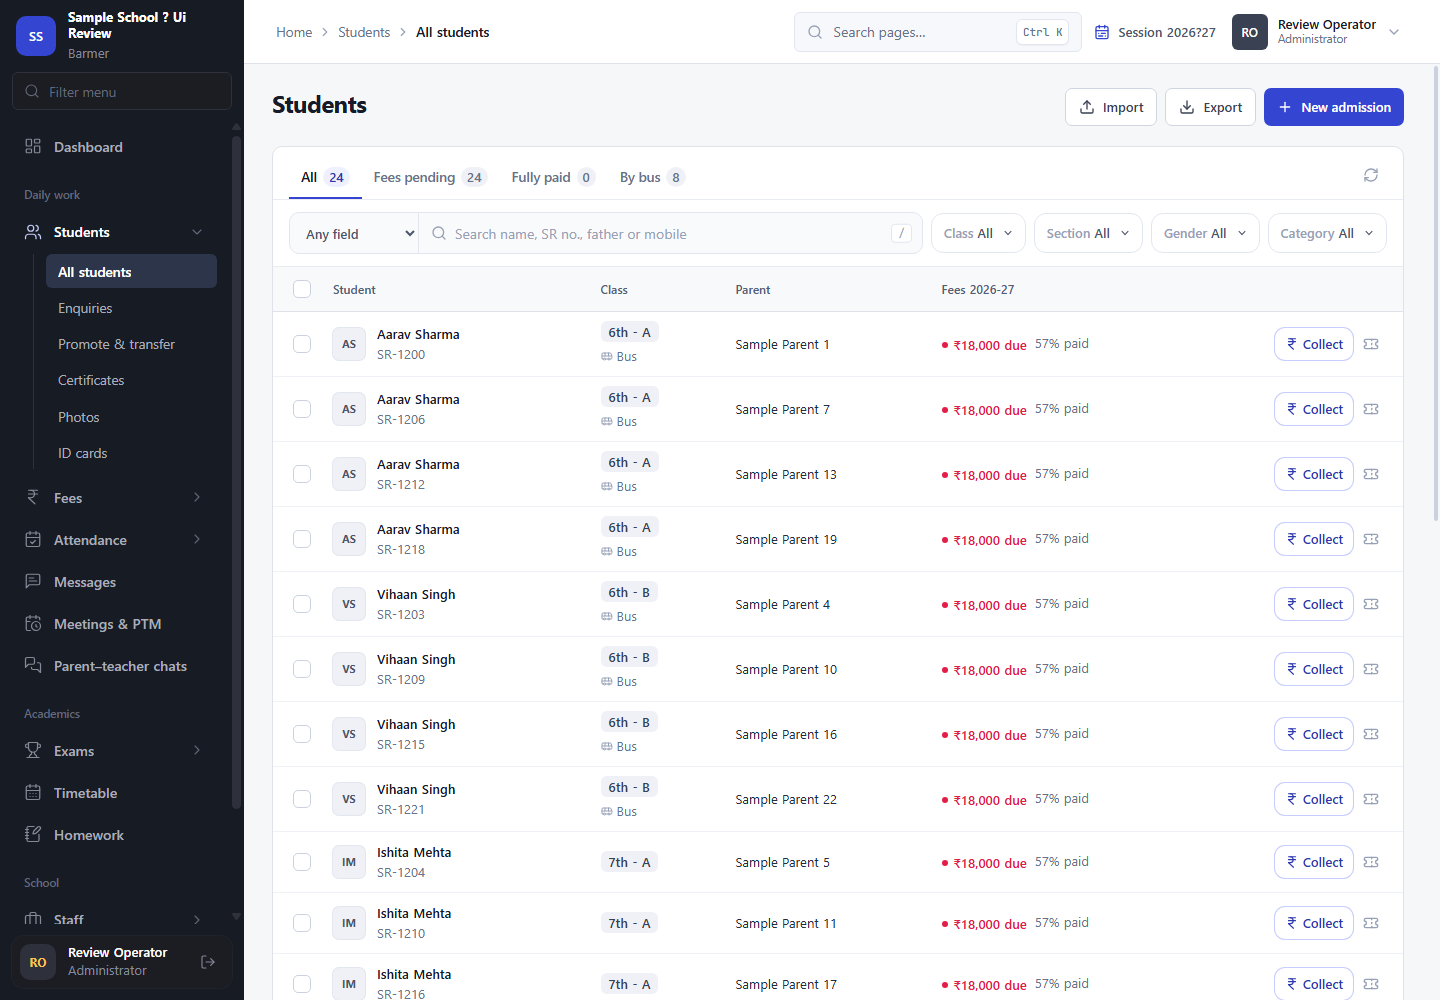 SS
Sample School ? Ui Review
Barmer
Filter menu
Dashboard
Daily work
Students
All students
Enquiries
Promote & transfer
Certificates
Photos
ID cards
Fees
Attendance
Messages
Meetings & PTM
Parent–teacher chats
Academics
Exams
Timetable
Homework
School
Staff
RO
Review Operator
Administrator
Home > Students > All students
Search pages... Ctrl K
Session 2026?27
RO
Review Operator
Administrator
Students
Import
Export
+ New admission
All 24
Fees pending 24
Fully paid 0
By bus 8
Any field
Search name, SR no., father or mobile /
Class All
Section All
Gender All
Category All
Student Class Parent Fees 2026-27
AS Aarav Sharma 6th - A Sample Parent 1 ₹18,000 due 57% paid ₹ Collect
SR-1200 Bus
AS Aarav Sharma 6th - A Sample Parent 7 ₹18,000 due 57% paid ₹ Collect
SR-1206 Bus
AS Aarav Sharma 6th - A Sample Parent 13 ₹18,000 due 57% paid ₹ Collect
SR-1212 Bus
AS Aarav Sharma 6th - A Sample Parent 19 ₹18,000 due 57% paid ₹ Collect
SR-1218 Bus
VS Vihaan Singh 6th - B Sample Parent 4 ₹18,000 due 57% paid ₹ Collect
SR-1203 Bus
VS Vihaan Singh 6th - B Sample Parent 10 ₹18,000 due 57% paid ₹ Collect
SR-1209 Bus
VS Vihaan Singh 6th - B Sample Parent 16 ₹18,000 due 57% paid ₹ Collect
SR-1215 Bus
VS Vihaan Singh 6th - B Sample Parent 22 ₹18,000 due 57% paid ₹ Collect
SR-1221 Bus
IM Ishita Mehta 7th - A Sample Parent 5 ₹18,000 due 57% paid ₹ Collect
SR-1204
IM Ishita Mehta 7th - A Sample Parent 11 ₹18,000 due 57% paid ₹ Collect
SR-1210
IM Ishita Mehta 7th - A Sample Parent 17 ₹18,000 due 57% paid ₹ Collect
SR-1216